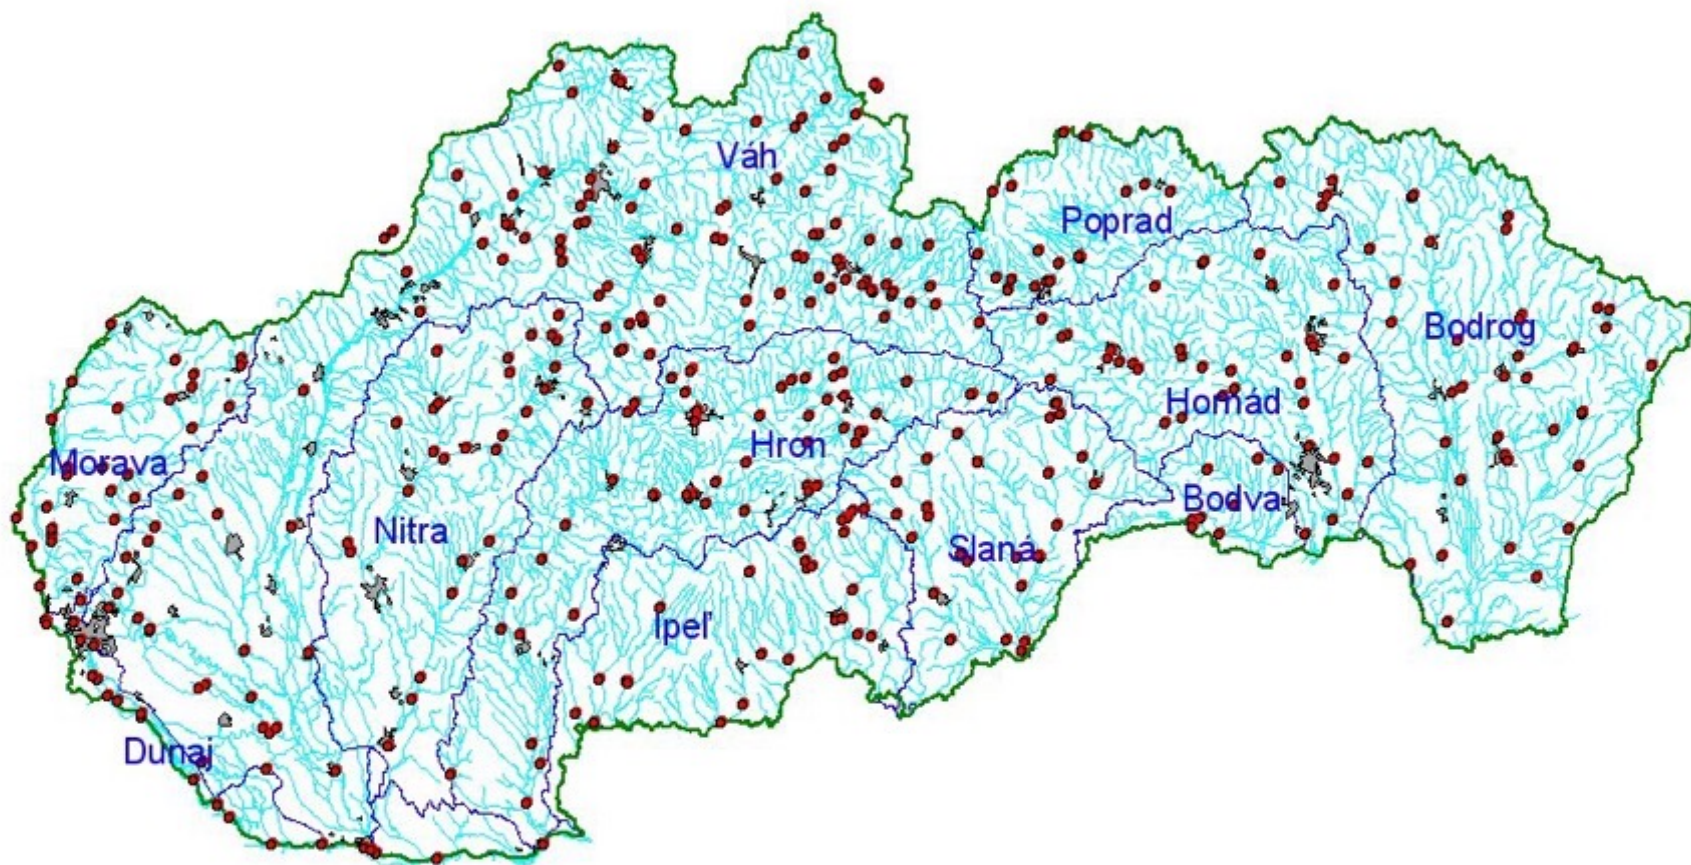 Váh
Poprad
Bodrog
Hornád
Hron
Morava
Bodva
Nitra
Slaná
Ipeľ
Dunaj